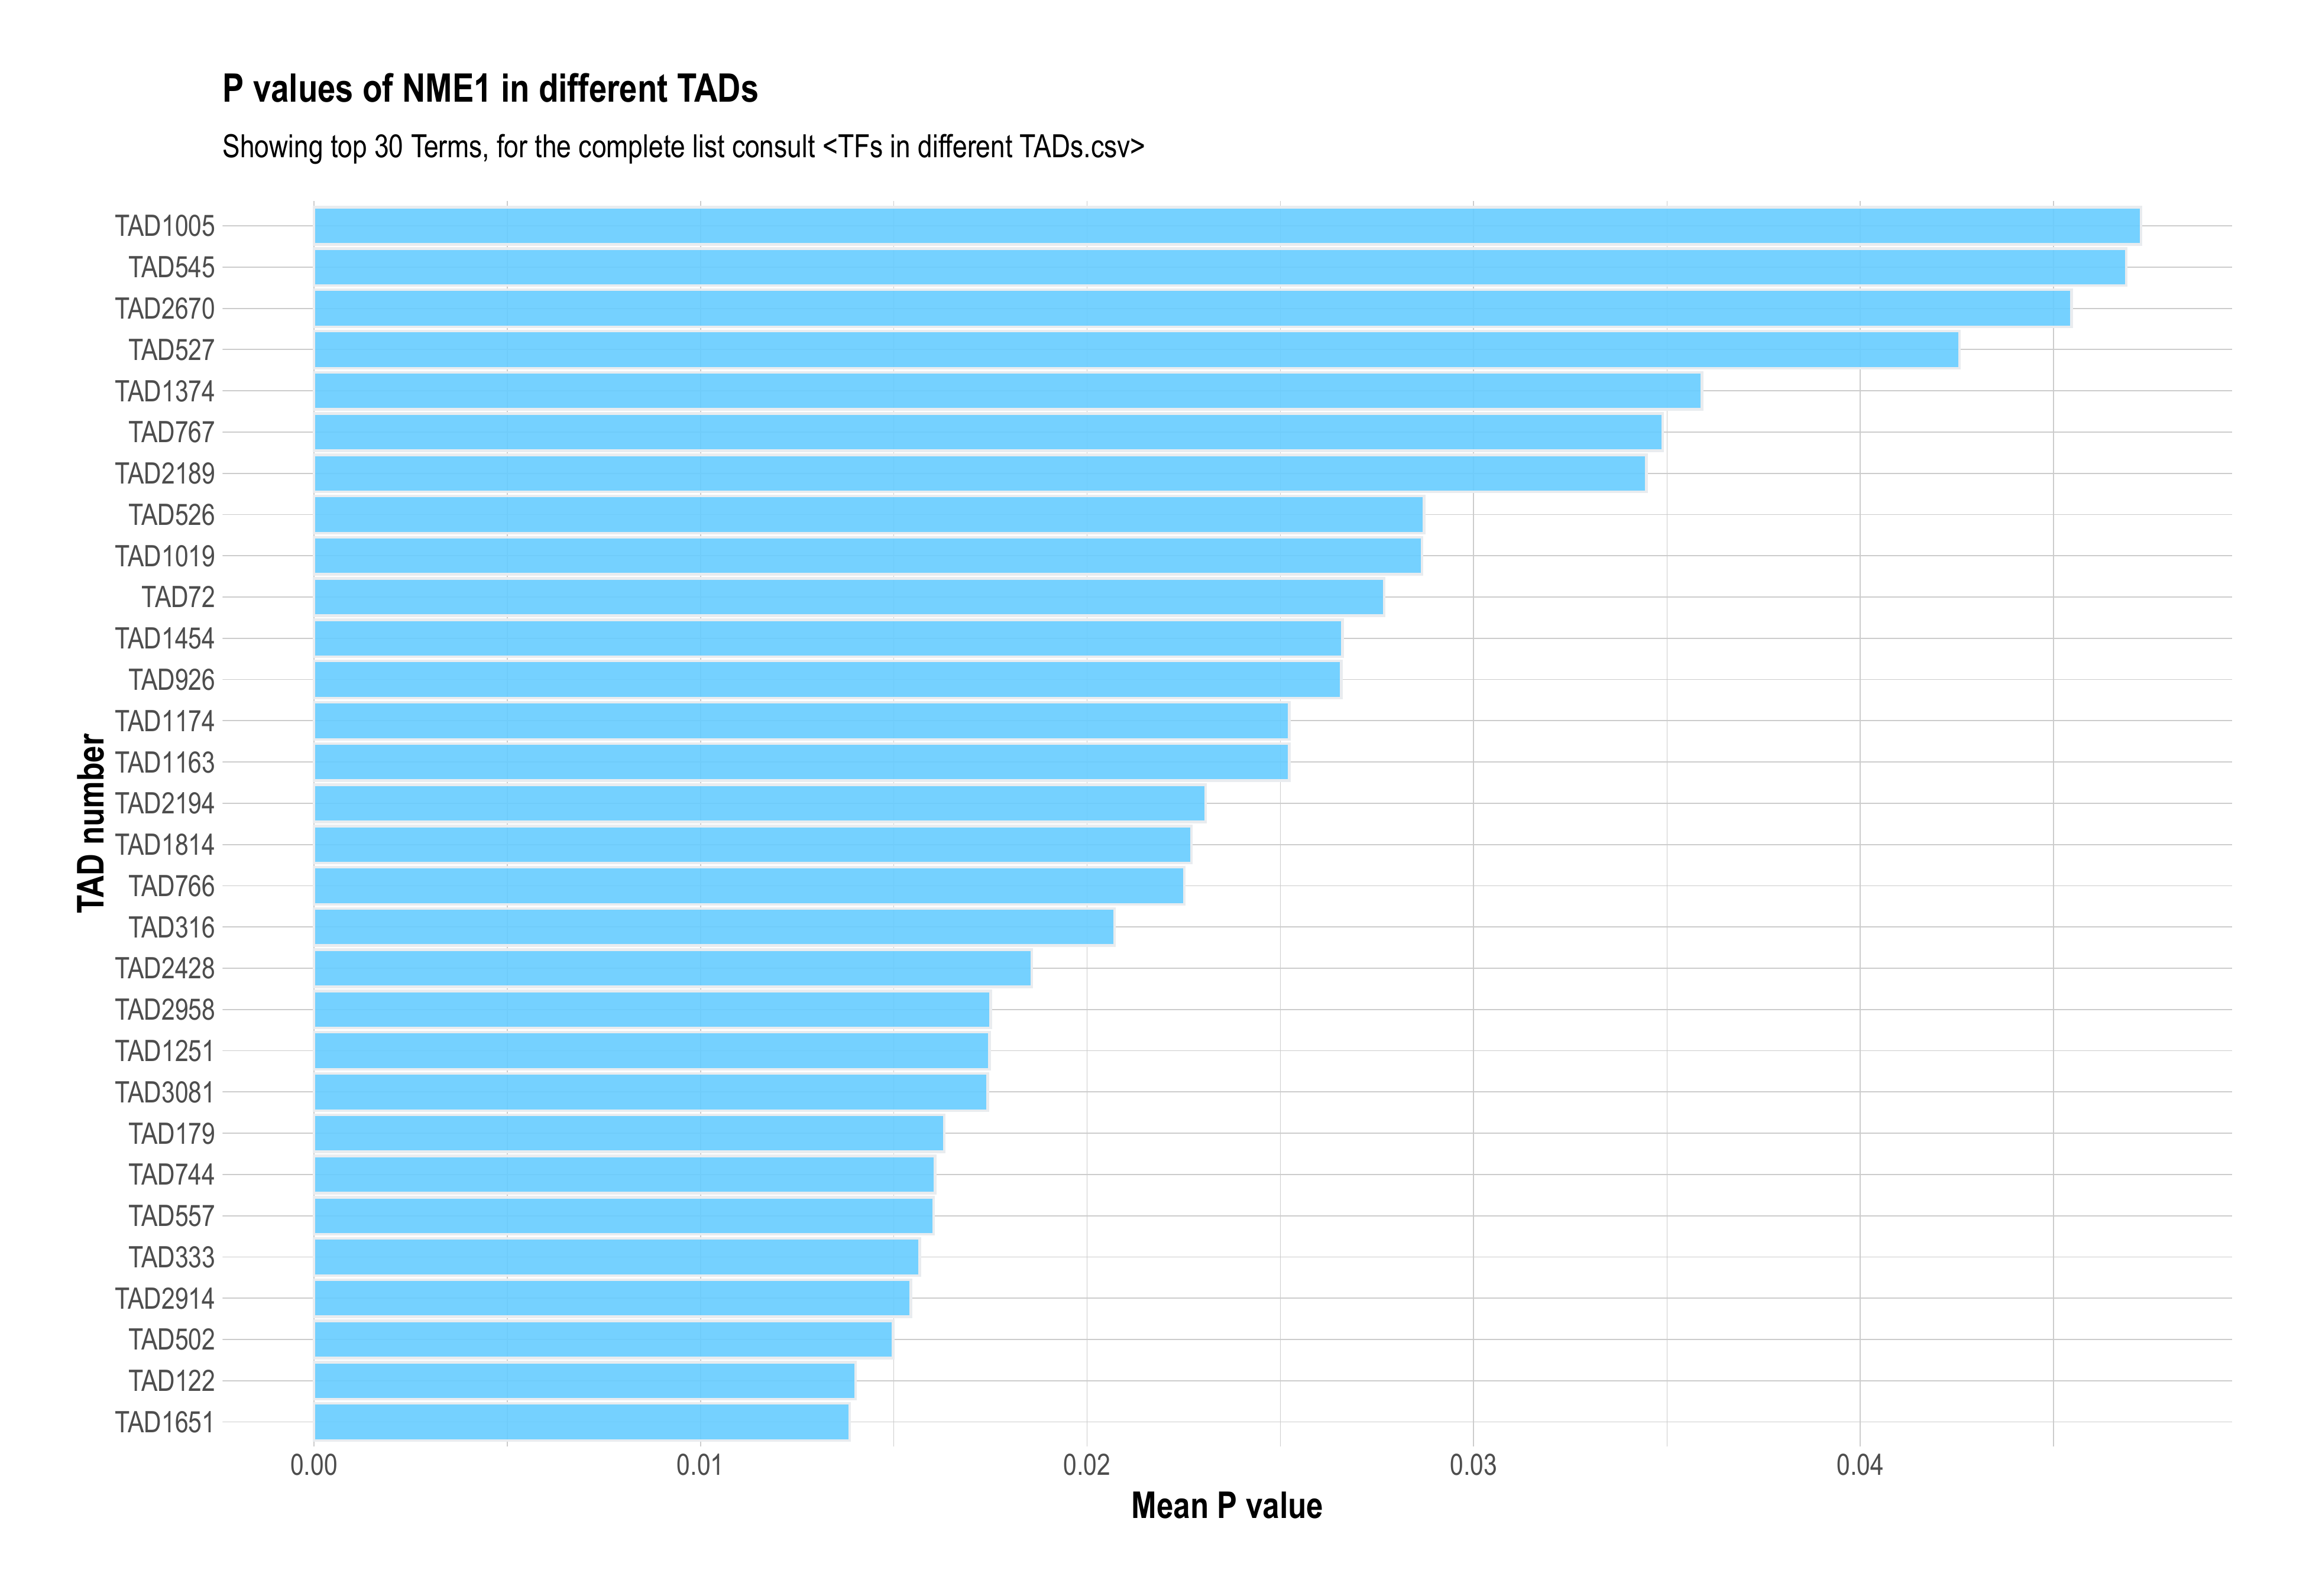 P values of NME1 in different TADs
Showing top 30 Terms, for the complete list consult <TFs in different TADs.csv>
TAD number
TAD1005
TAD545
TAD2670
TAD527
TAD1374
TAD767
TAD2189
TAD526
TAD1019
TAD72
TAD1454
TAD926
TAD1174
TAD1163
TAD2194
TAD1814
TAD766
TAD316
TAD2428
TAD2958
TAD1251
TAD3081
TAD179
TAD744
TAD557
TAD333
TAD2914
TAD502
TAD122
TAD1651
0.00 0.01 0.02 0.03 0.04
Mean P value